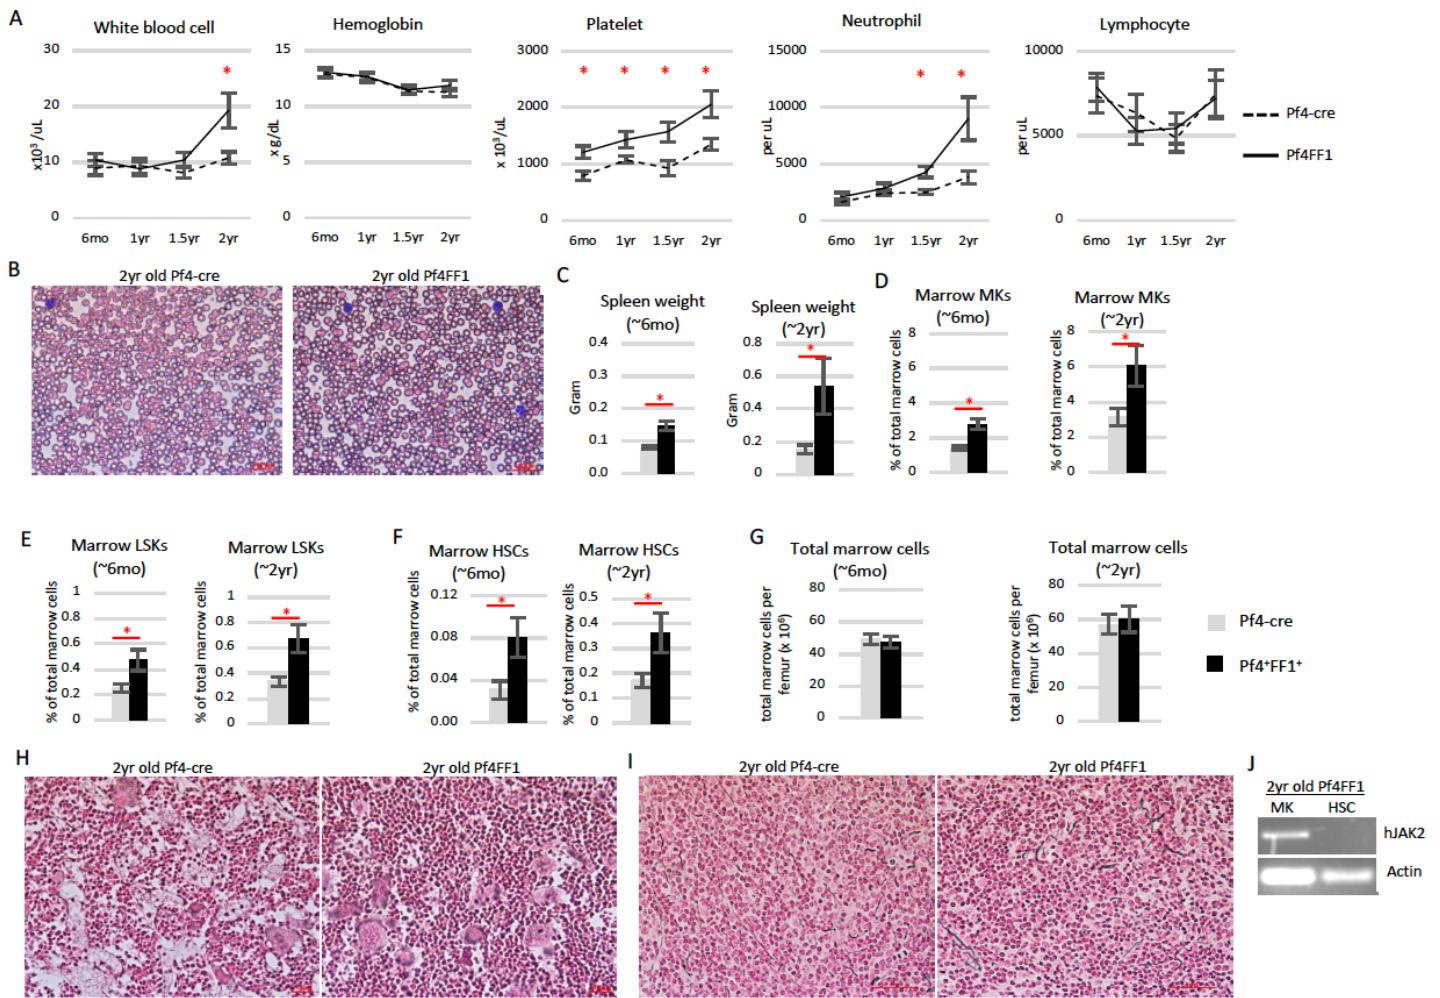 A
White blood cell
Hemoglobin
Platelet
Neutrophil
Lymphocyte
30
20
10
0
x10³ /uL
*
6mo 1yr 1.5yr 2yr
15
10
5
0
x g/dL
6mo 1yr 1.5yr 2yr
3000
2000
1000
0
x 10³/uL
* * * *
6mo 1yr 1.5yr 2yr
15000
10000
5000
0
per uL
* *
6mo 1yr 1.5yr 2yr
10000
5000
0
per uL
6mo 1yr 1.5yr 2yr
Pf4-cre
Pf4FF1
B
2yr old Pf4-cre
2yr old Pf4FF1
C
Spleen weight
(~6mo)
0.4
0.3
0.2
0.1
0.0
Gram
*
Spleen weight
(~2yr)
0.8
0.6
0.4
0.2
0
Gram
*
D
Marrow MKs
(~6mo)
8
6
4
2
0
% of total marrow cells
*
Marrow MKs
(~2yr)
8
6
4
2
0
% of total marrow cells
*
E
Marrow LSKs
(~6mo)
1
0.8
0.6
0.4
0.2
0
% of total marrow cells
*
Marrow LSKs
(~2yr)
1
0.8
0.6
0.4
0.2
0
% of total marrow cells
*
F
Marrow HSCs
(~6mo)
0.12
0.08
0.04
0.00
% of total marrow cells
*
Marrow HSCs
(~2yr)
0.5
0.4
0.3
0.2
0.1
0
% of total marrow cells
*
G
Total marrow cells
(~6mo)
80
60
40
20
0
total marrow cells per
femur (x 10⁶)
Total marrow cells
(~2yr)
80
60
40
20
0
total marrow cells per
femur (x 10⁶)
Pf4-cre
Pf4⁺FF1⁺
H
2yr old Pf4-cre
2yr old Pf4FF1
I
2yr old Pf4-cre
2yr old Pf4FF1
J
2yr old Pf4FF1
MK HSC
hJAK2
Actin